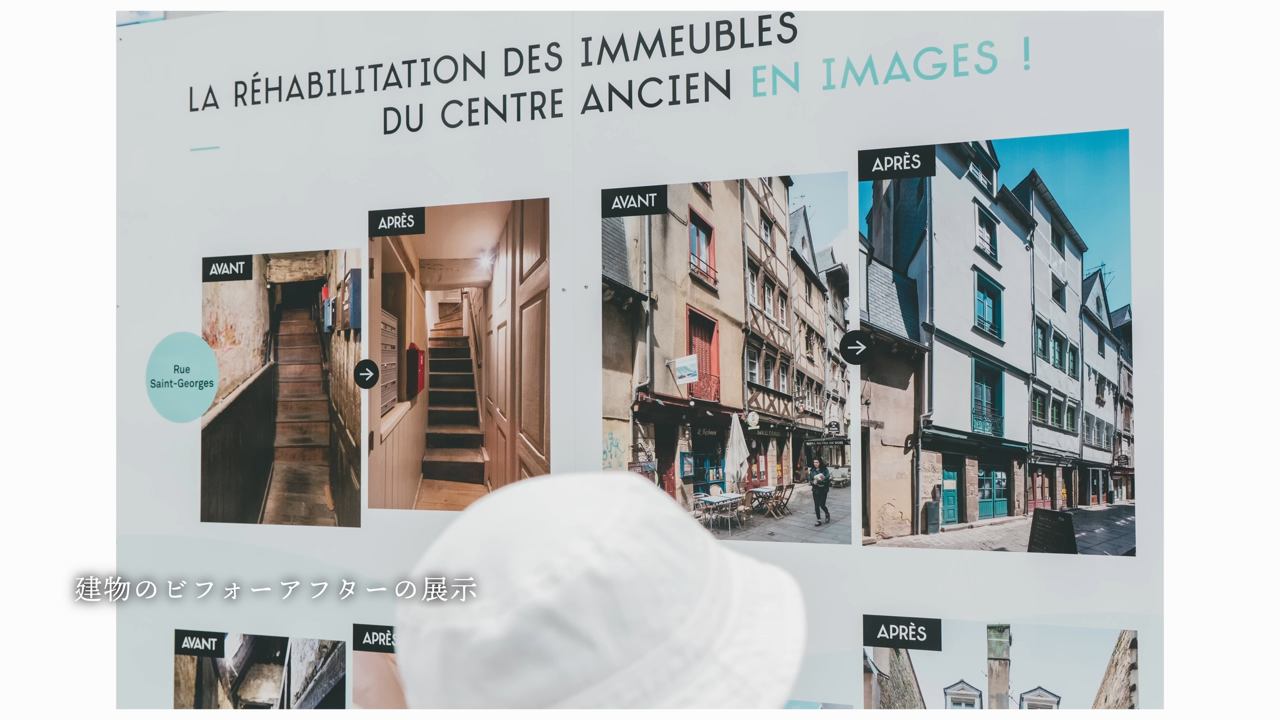 LA RÉHABILITATION DES IMMEUBLES
DU CENTRE ANCIEN EN IMAGES !
AVANT
APRÈS
AVANT
APRÈS
Rue
Saint-Georges
建物のビフォーアフターの展示
AVANT
APRÈS
APRÈS